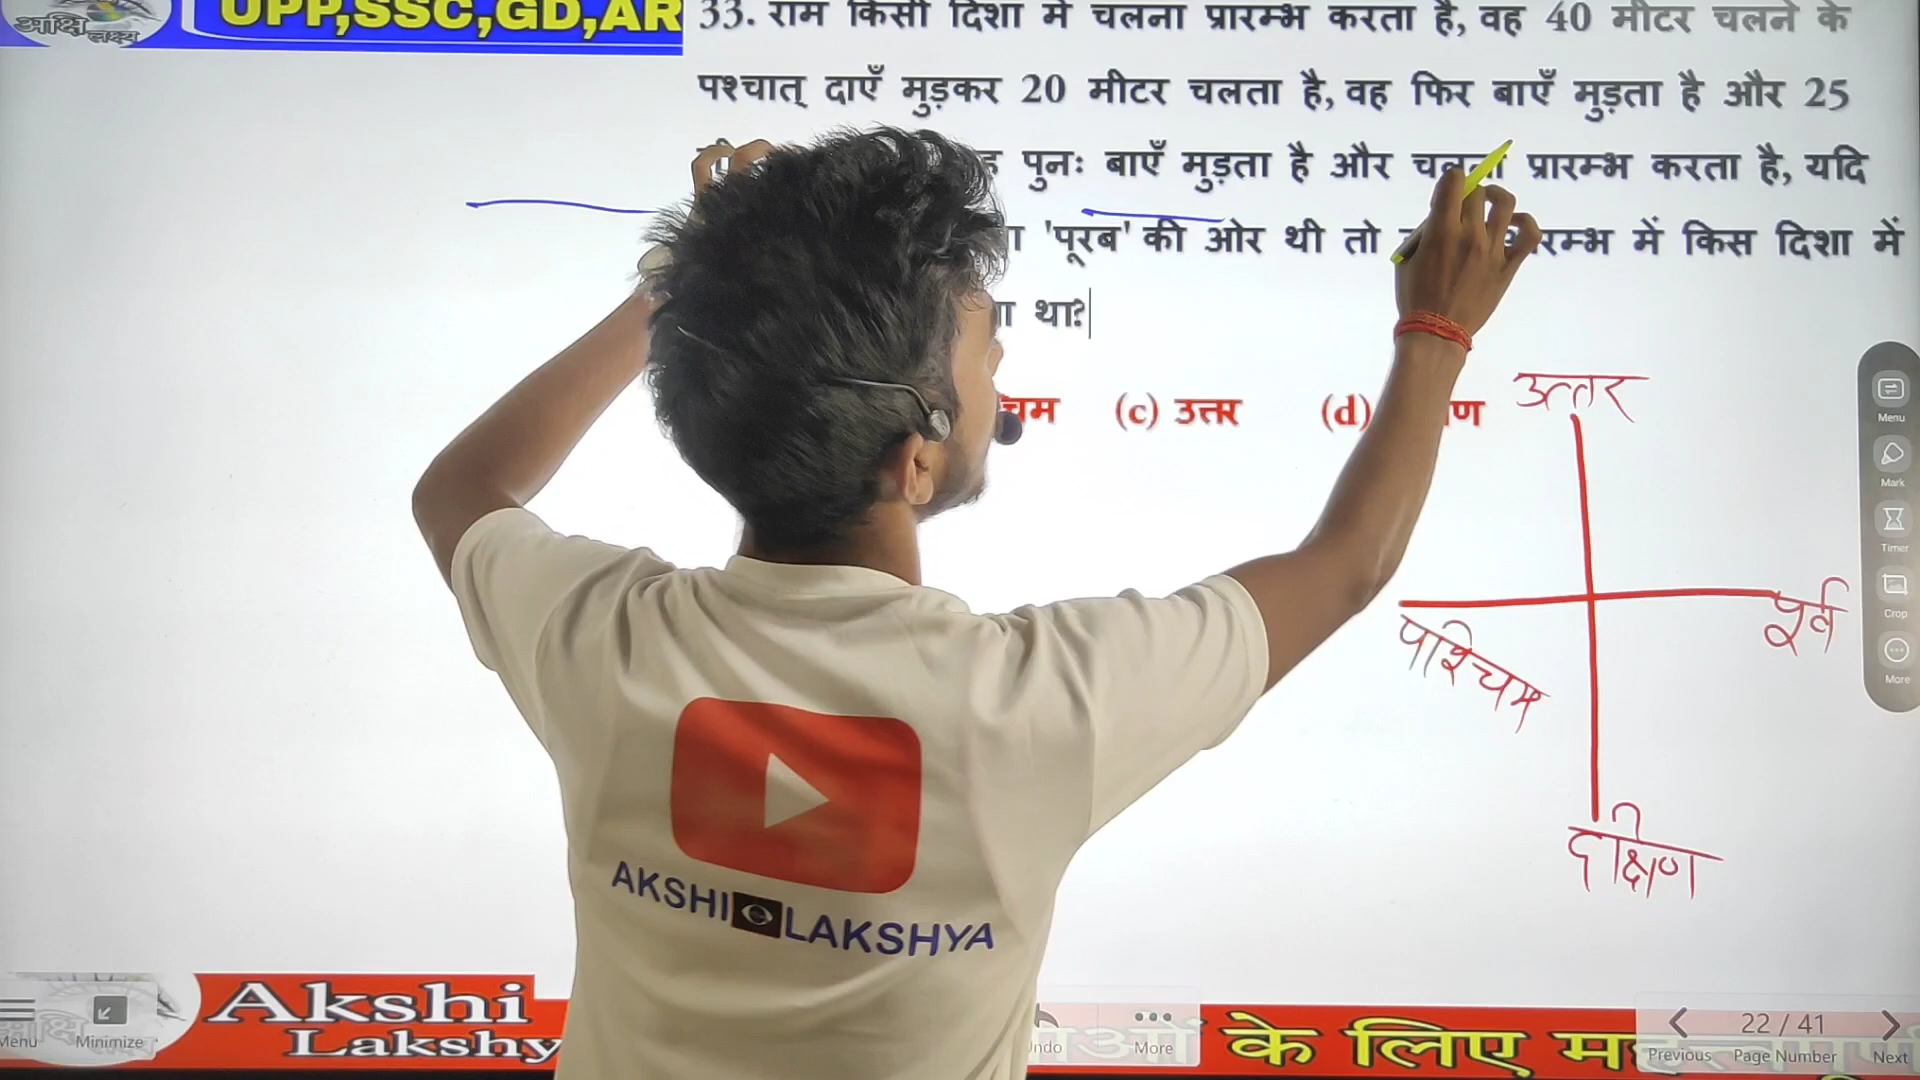 UPP,SSC,GD,AR
लक्ष्य
33. राम किसी दिशा में चलना प्रारम्भ करता है, वह 40 मीटर चलने के
पश्चात् दाएँ मुड़कर 20 मीटर चलता है, वह फिर बाएँ मुड़ता है और 25
पुनः बाएँ मुड़ता है और प्रारम्भ करता है, यदि
'पूरब' की ओर थी तो में किस दिशा में
था?
(c) उत्तर (d)
उत्तर
पूर्व
पश्चिम
दक्षिण
Menu
Mark
Timer
Crop
More
AKSHI LAKSHYA
Akshi
Lakshy
के लिए
Menu
Minimize
More
22 / 41
Previous Page Number Next